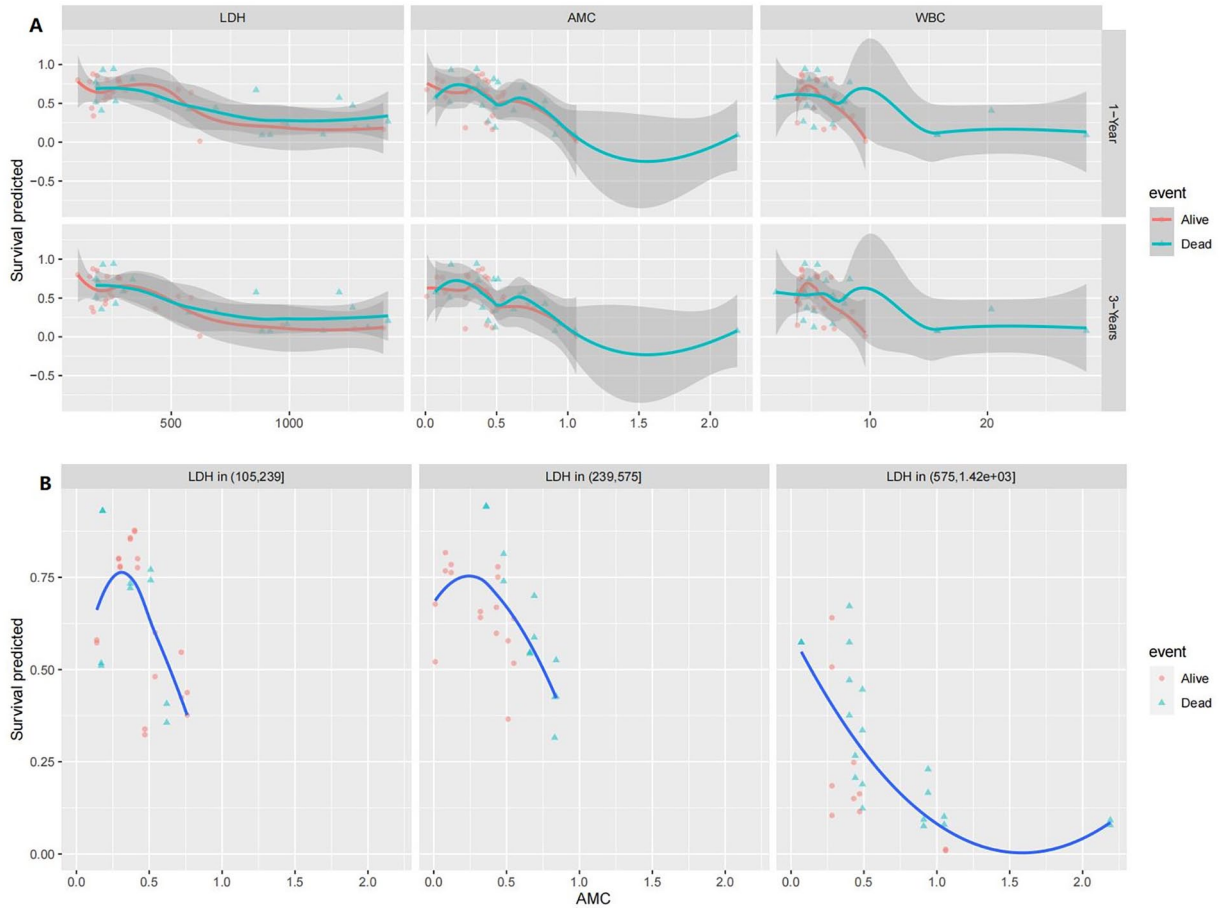 A
LDH AMC WBC
1.0
0.5
0.0
−0.5
1−Year
1.0
0.5
0.0
−0.5
3−Years
Survival predicted
500 1000 0.0 0.5 1.0 1.5 2.0 10 20
event
Alive
Dead
B
LDH in (105,239] LDH in (239,575] LDH in (575,1.42e+03]
0.75
0.50
0.25
0.00
Survival predicted
0.0 0.5 1.0 1.5 2.0 0.0 0.5 1.0 1.5 2.0 0.0 0.5 1.0 1.5 2.0
AMC
event
Alive
Dead